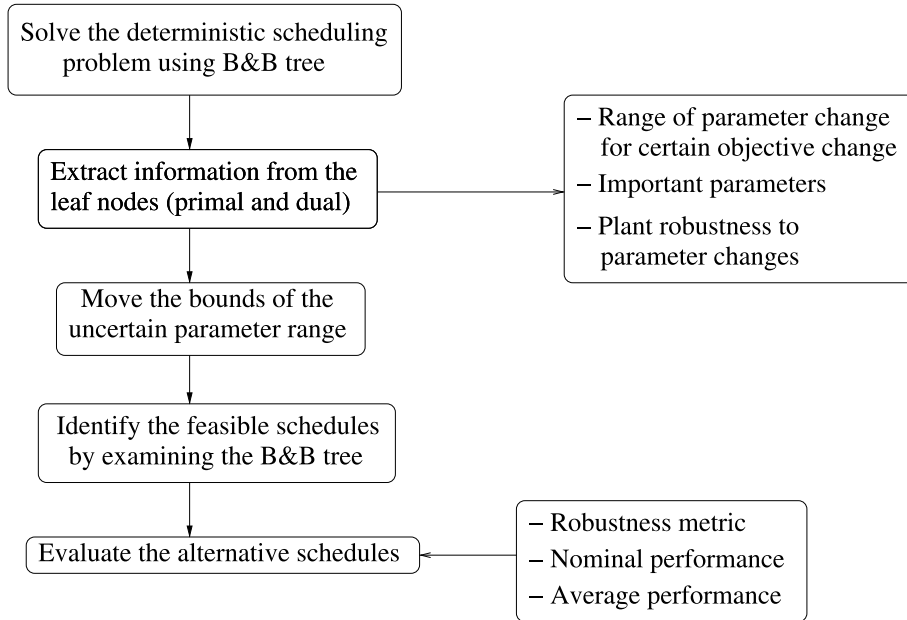 Solve the deterministic scheduling
problem using B&B tree
Extract information from the
leaf nodes (primal and dual)
– Range of parameter change
for certain objective change
– Important parameters
– Plant robustness to
parameter changes
Move the bounds of the
uncertain parameter range
Identify the feasible schedules
by examining the B&B tree
Evaluate the alternative schedules
– Robustness metric
– Nominal performance
– Average performance